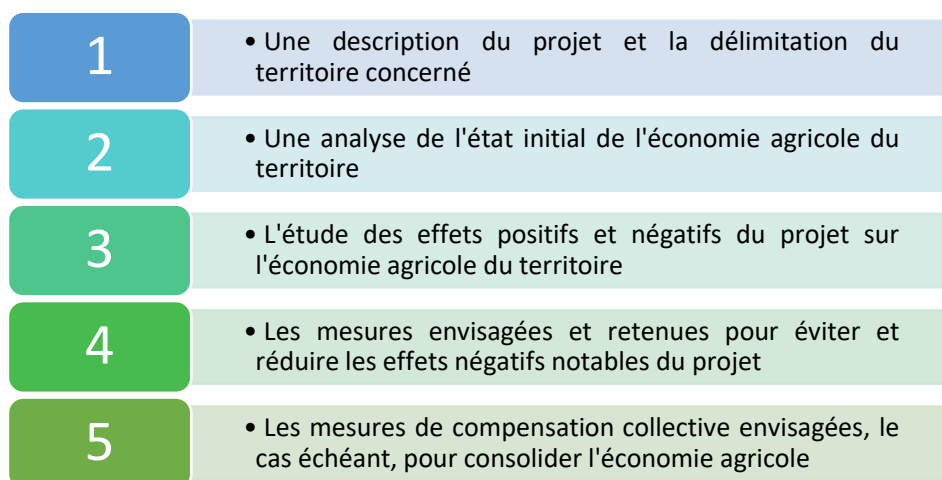 1
• Une description du projet et la délimitation du
territoire concerné
2
• Une analyse de l'état initial de l'économie agricole du
territoire
3
• L'étude des effets positifs et négatifs du projet sur
l'économie agricole du territoire
4
• Les mesures envisagées et retenues pour éviter et
réduire les effets négatifs notables du projet
5
• Les mesures de compensation collective envisagées, le
cas échéant, pour consolider l'économie agricole